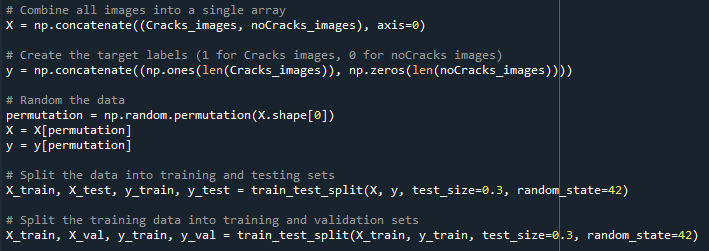 # Combine all images into a single array
X = np.concatenate((Cracks_images, noCracks_images), axis=0)
# Create the target labels (1 for Cracks images, 0 for noCracks images)
y = np.concatenate((np.ones(len(Cracks_images)), np.zeros(len(noCracks_images))))
# Random the data
permutation = np.random.permutation(X.shape[0])
X = X[permutation]
y = y[permutation]
# Split the data into training and testing sets
X_train, X_test, y_train, y_test = train_test_split(X, y, test_size=0.3, random_state=42)
# Split the training data into training and validation sets
X_train, X_val, y_train, y_val = train_test_split(X_train, y_train, test_size=0.3, random_state=42)